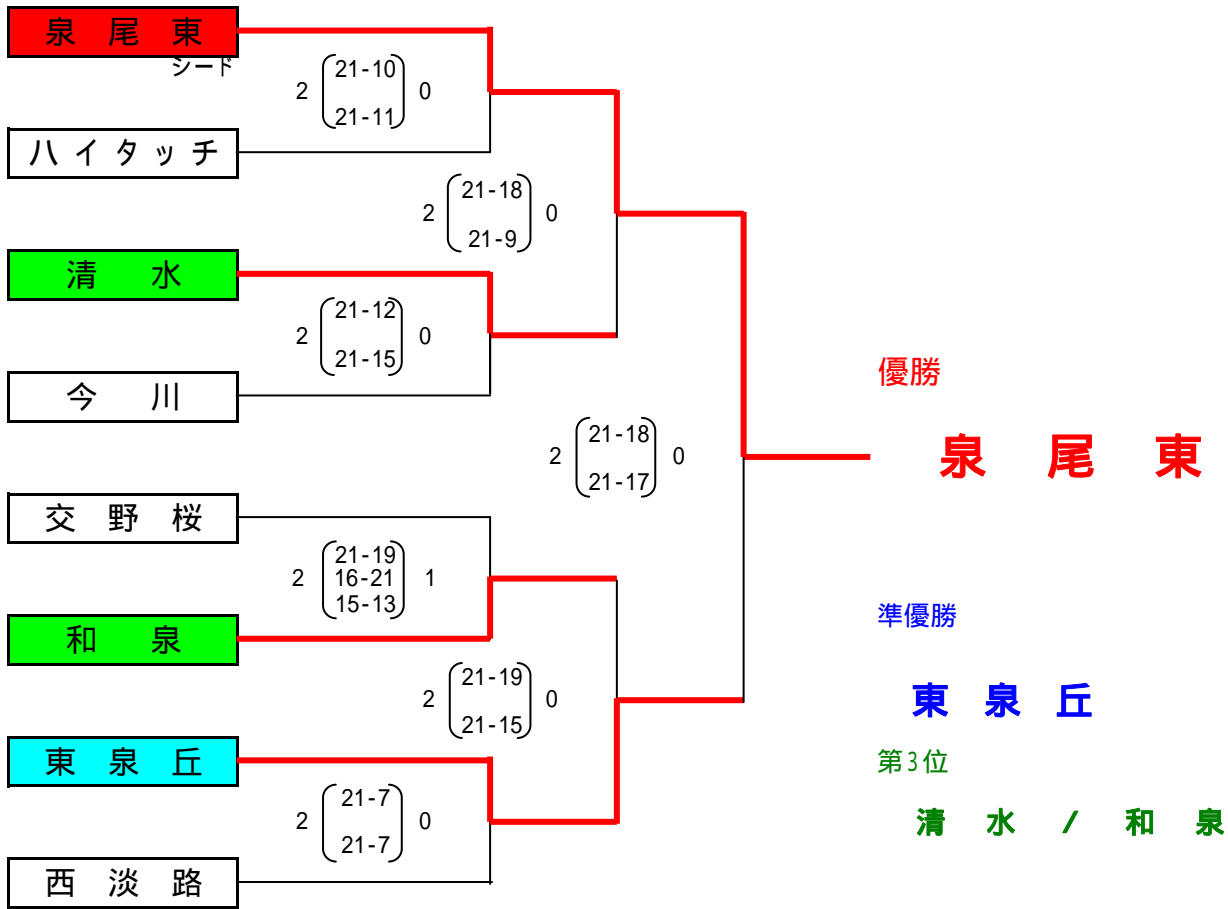 泉 尾 東
シード
2 21-10 0
21-11
ハ イ タ ッ チ
2 21-18 0
21-9
清 水
2 21-12 0
21-15
今 川
優勝
泉 尾 東
2 21-18 0
21-17
交 野 桜
21-19
2 16-21 1
15-13
準優勝
和 泉
2 21-19 0
21-15
東 泉 丘
東 泉 丘
第3位
2 21-7 0
21-7
清 水 / 和 泉
西 淡 路